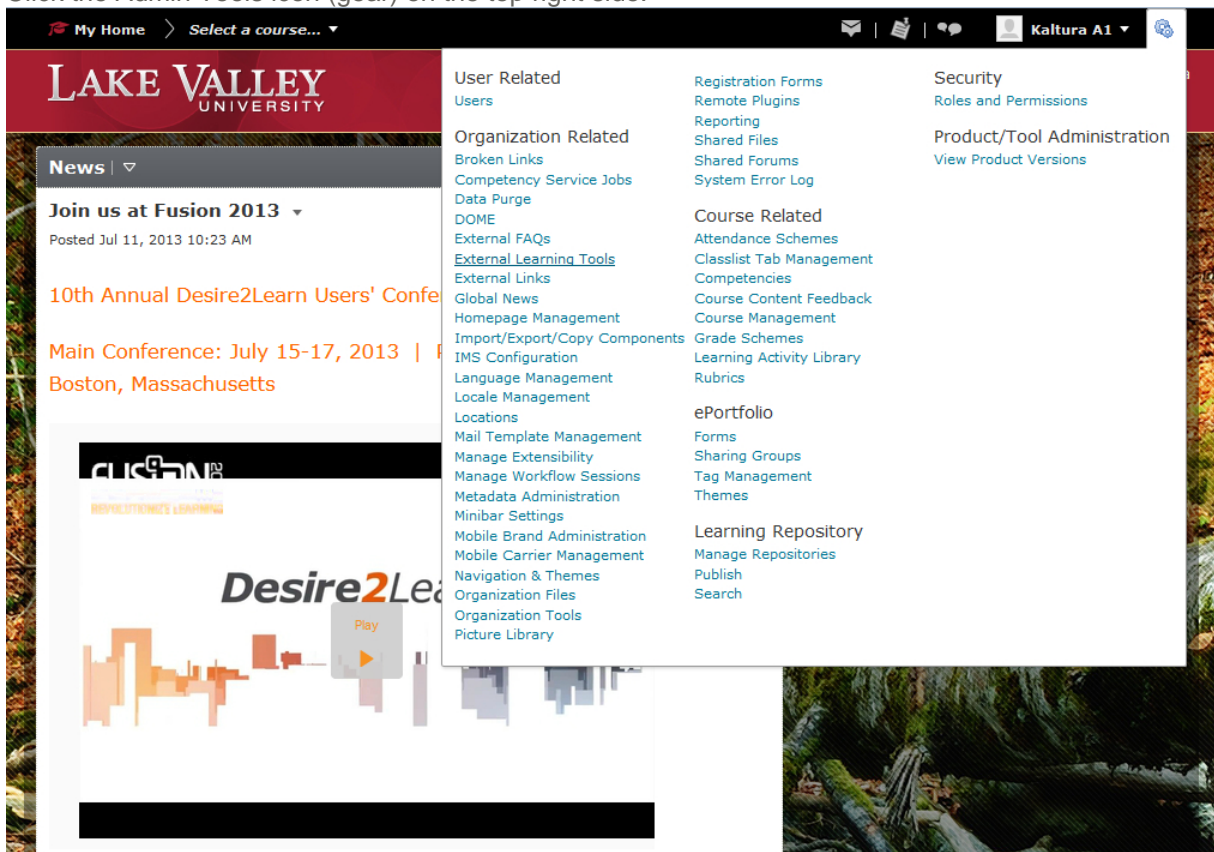 My Home
Select a course...
Kaltura A1
LAKE VALLEY
UNIVERSITY
News
Join us at Fusion 2013
Posted Jul 11, 2013 10:23 AM
10th Annual Desire2Learn Users'
Main Conference: July 15-17, 2013 |
Boston, Massachusetts
Play
User Related
Users
Organization Related
Broken Links
Competency Service Jobs
Data Purge
DOME
External FAQs
External Learning Tools
External Links
Global News
Homepage Management
Import/Export/Copy Components
IMS Configuration
Language Management
Locale Management
Locations
Mail Template Management
Manage Extensibility
Manage Workflow Sessions
Metadata Administration
Minibar Settings
Mobile Brand Administration
Mobile Carrier Management
Navigation & Themes
Organization Files
Organization Tools
Picture Library
Registration Forms
Remote Plugins
Reporting
Shared Files
Shared Forums
System Error Log
Course Related
Attendance Schemes
Classlist Tab Management
Competencies
Course Content Feedback
Course Management
Grade Schemes
Learning Activity Library
Rubrics
ePortfolio
Forms
Sharing Groups
Tag Management
Themes
Learning Repository
Manage Repositories
Publish
Search
Security
Roles and Permissions
Product/Tool Administration
View Product Versions